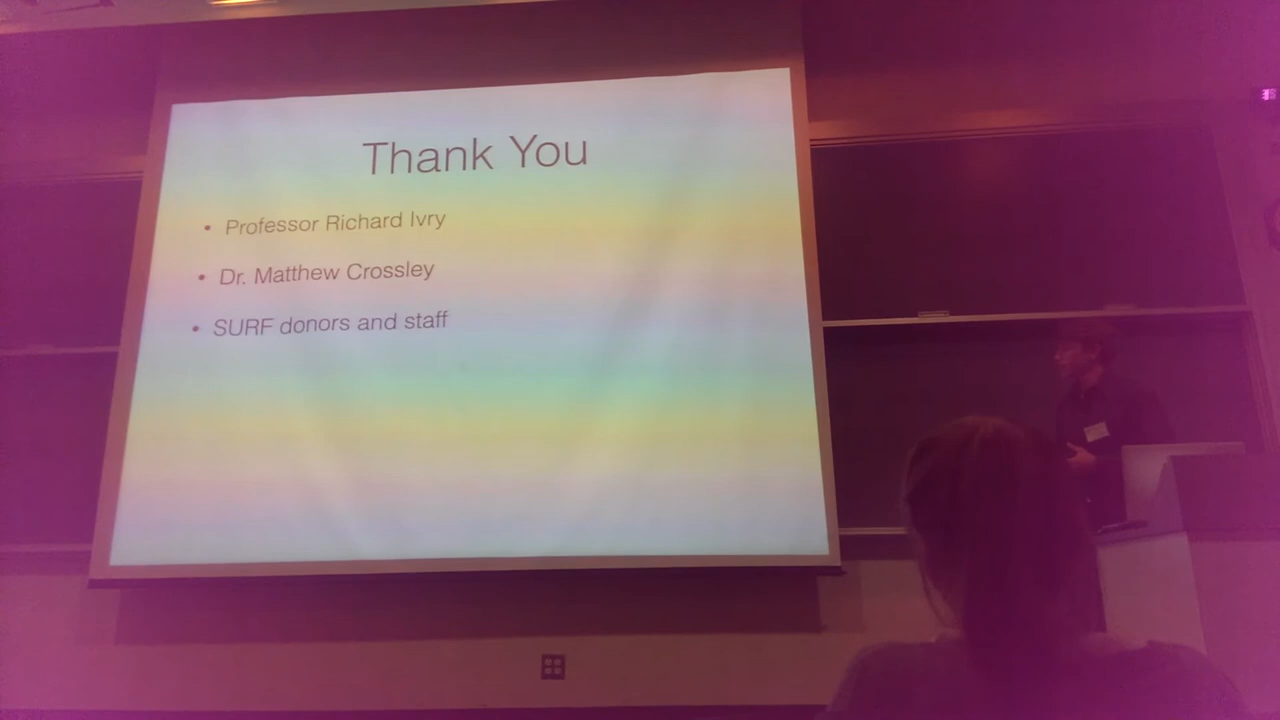 Thank You
• Professor Richard Ivry
• Dr. Matthew Crossley
• SURF donors and staff